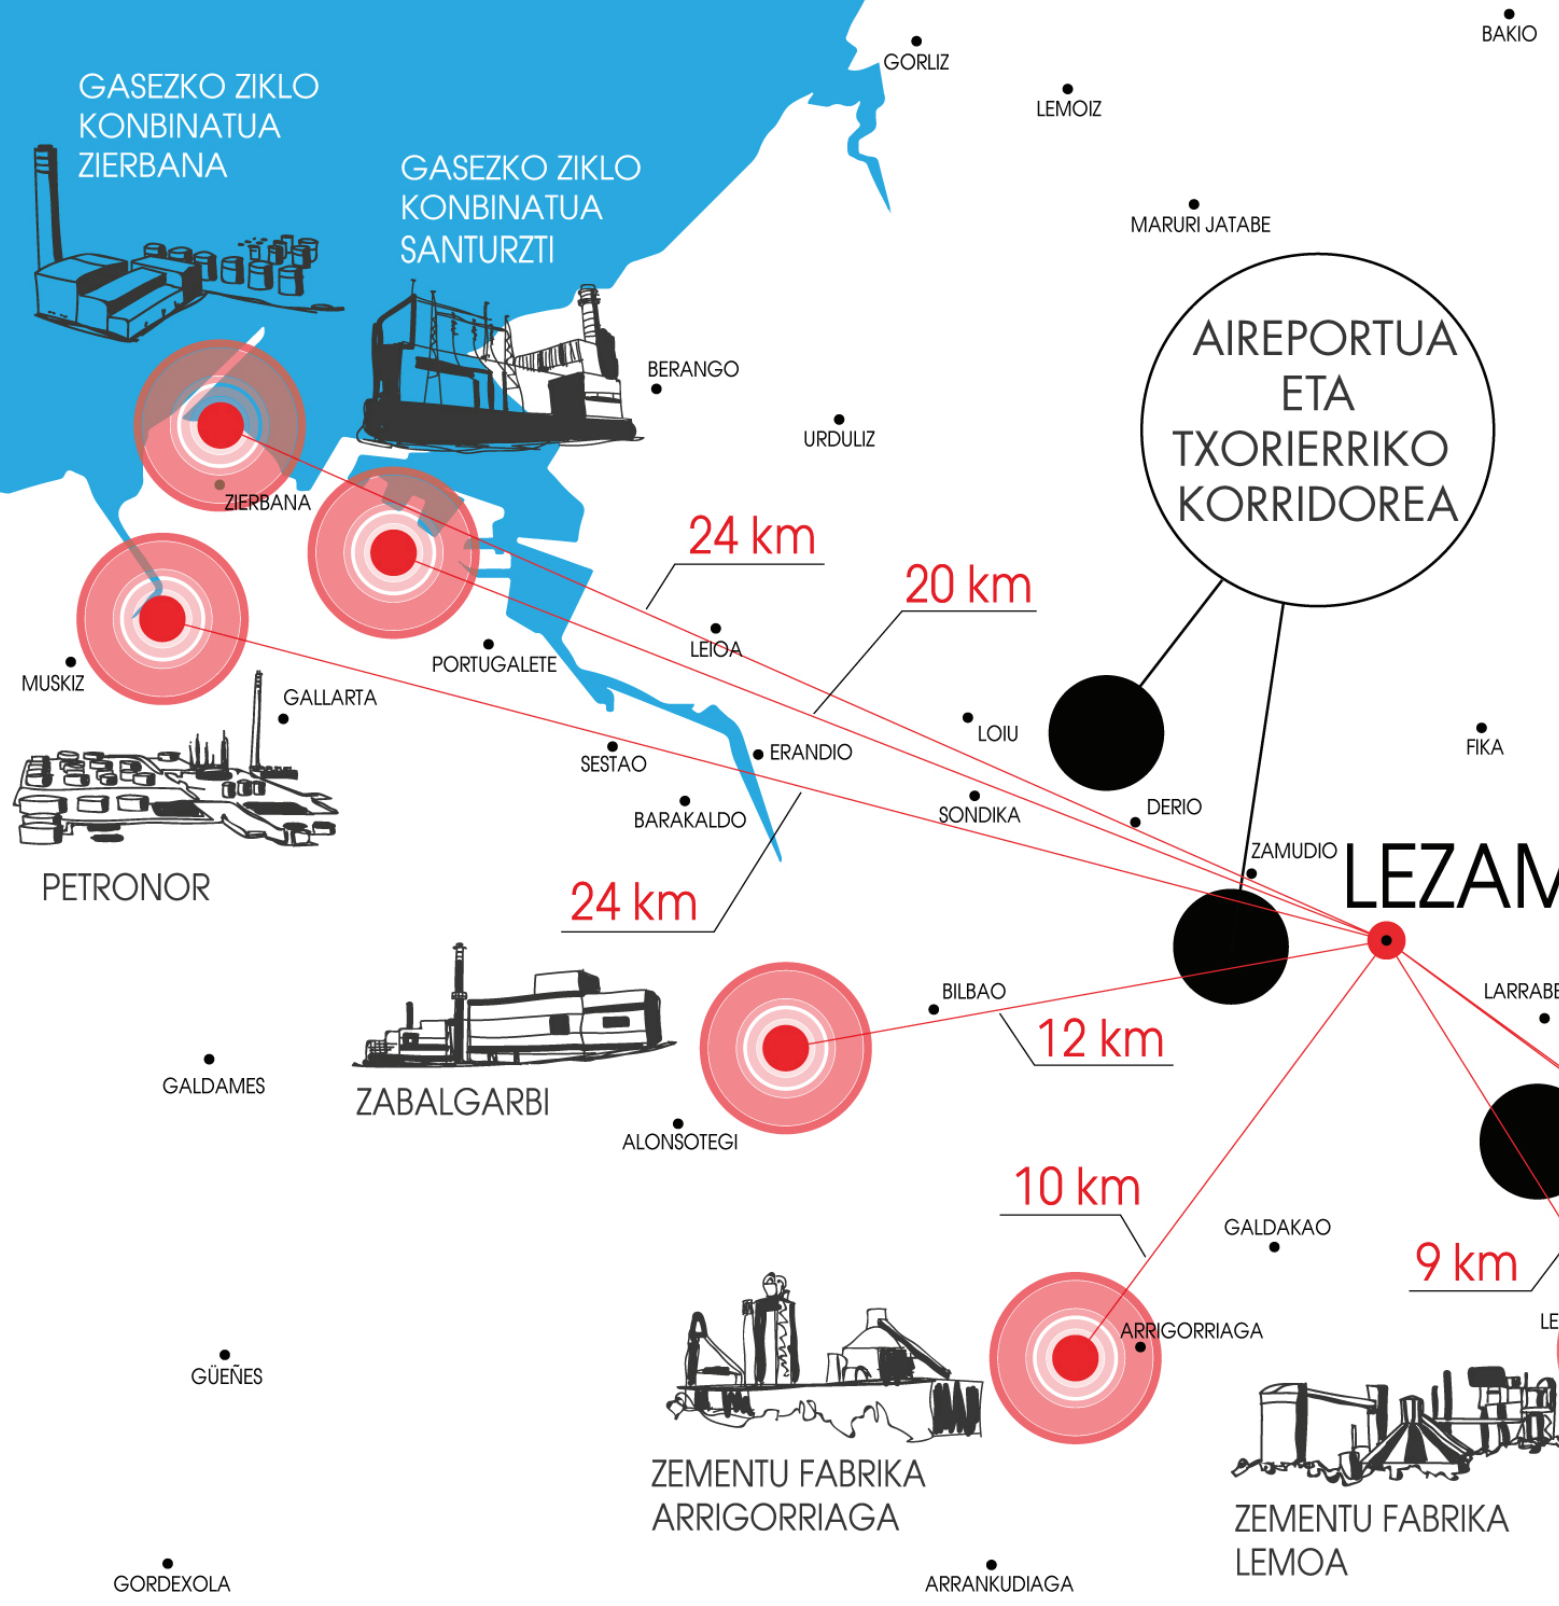 BAKIO
GORLIZ
LEMOIZ
GASEZKO ZIKLO
KONBINATUA
ZIERBANA
GASEZKO ZIKLO
KONBINATUA
SANTURZTI
MARURI JATABE
AIREPORTUA
ETA
TXORIERRIKO
KORRIDOREA
BERANGO
URDULIZ
ZIERBANA
24 km
20 km
LEIOA
PORTUGALETE
MUSKIZ
GALLARTA
LOIU
FIKA
ERANDIO
SESTAO
BARAKALDO
SONDIKA
DERIO
ZAMUDIO
LEZAM
PETRONOR
24 km
BILBAO
LARRABE
12 km
GALDAMES
ZABALGARBI
ALONSOTEGI
10 km
GALDAKAO
9 km
LE
ARRIGORRIAGA
GÜEÑES
ZEMENTU FABRIKA
ARRIGORRIAGA
ZEMENTU FABRIKA
LEMOA
GORDEXOLA
ARRANKUDIAGA